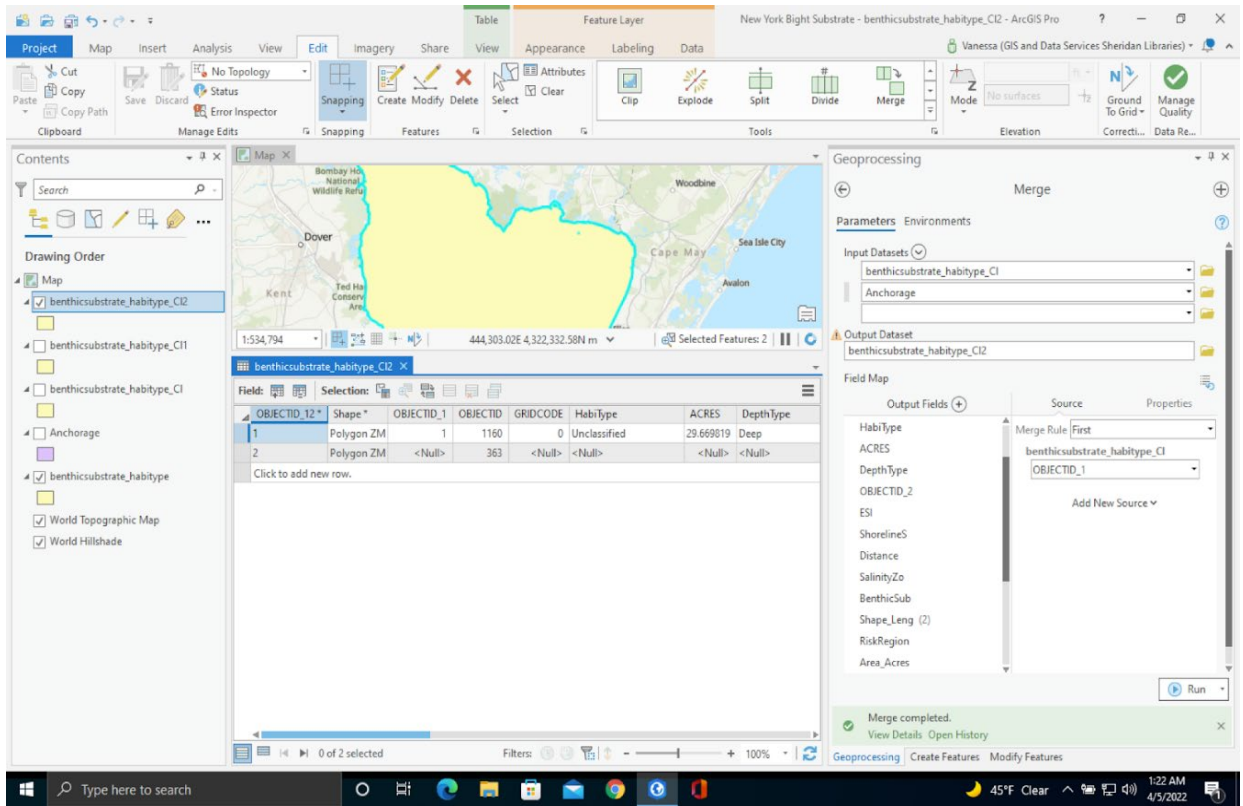 Table
Feature Layer
New York Bight Substrate - benthicsubstrate_habitype_CI2 - ArcGIS Pro
?
Project Map Insert Analysis View Edit Imagery Share View Appearance Labeling Data
Vanessa (GIS and Data Services Sheridan Libraries)
Paste
Cut
Copy
Copy Path
Clipboard
Save Discard
No Topology
Status
Error Inspector
Manage Edits
Snapping
Snapping
Create Modify Delete
Features
Select
Attributes
Clear
Selection
Clip Explode Split Divide Merge
Tools
Mode
No surfaces
Elevation
Ground To Grid
Correcti...
Manage Quality
Data Re...
Contents
Search
Drawing Order
Map
benthicsubstrate_habitype_CI2
benthicsubstrate_habitype_CI1
benthicsubstrate_habitype_CI
Anchorage
benthicsubstrate_habitype
World Topographic Map
World Hillshade
Map
Bombay Ho
National
Wildlife Refu
Dover
Kent
Ted Ha
Conserv
Are
Woodbine
Cape May
Sea Isle City
Avalon
1:534,794
444,303.02E 4,322,332.58N m
Selected Features: 2
benthicsubstrate_habitype_CI2
Field: Selection:
OBJECTID_12 * Shape * OBJECTID_1 OBJECTID GRIDCODE HabiType ACRES DepthType
1 Polygon ZM 1 1160 0 Unclassified 29.669819 Deep
2 Polygon ZM <Null> 363 <Null> <Null> <Null> <Null>
Click to add new row.
0 of 2 selected
Filters:
100%
Geoprocessing
Merge
Parameters Environments
Input Datasets
benthicsubstrate_habitype_CI
Anchorage
Output Dataset
benthicsubstrate_habitype_CI2
Field Map
Output Fields
Source
Properties
HabiType
ACRES
DepthType
OBJECTID_2
ESI
ShorelineS
Distance
SalinityZo
BenthicSub
Shape_Leng (2)
RiskRegion
Area_Acres
Merge Rule First
benthicsubstrate_habitype_CI
OBJECTID_1
Add New Source
Run
Merge completed.
View Details Open History
Geoprocessing Create Features Modify Features
Type here to search
45°F Clear
1:22 AM
4/5/2022